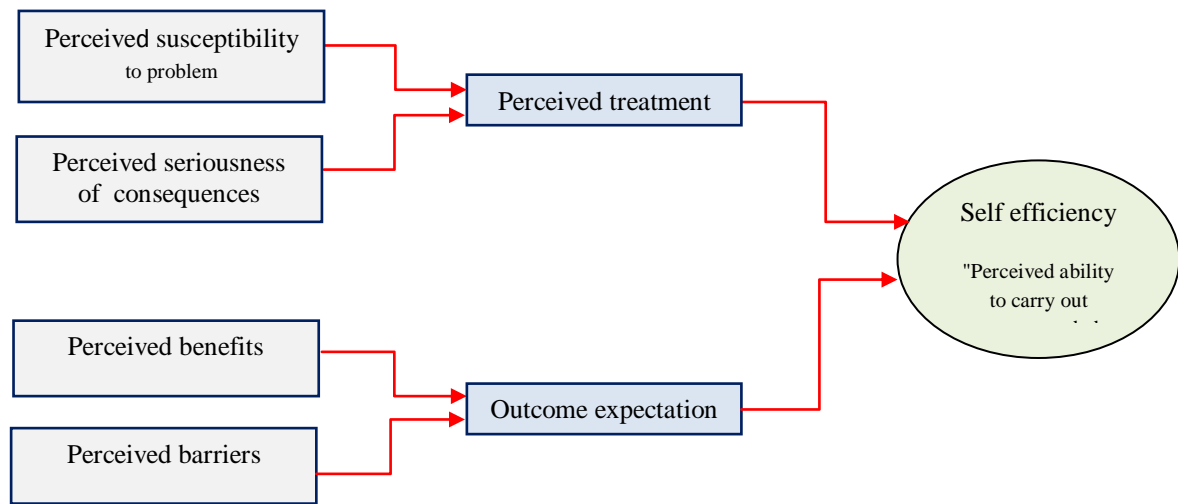 Perceived susceptibility
to problem
Perceived treatment
Perceived seriousness
of consequences
Self efficiency
"Perceived ability
to carry out
Perceived benefits
Outcome expectation
Perceived barriers